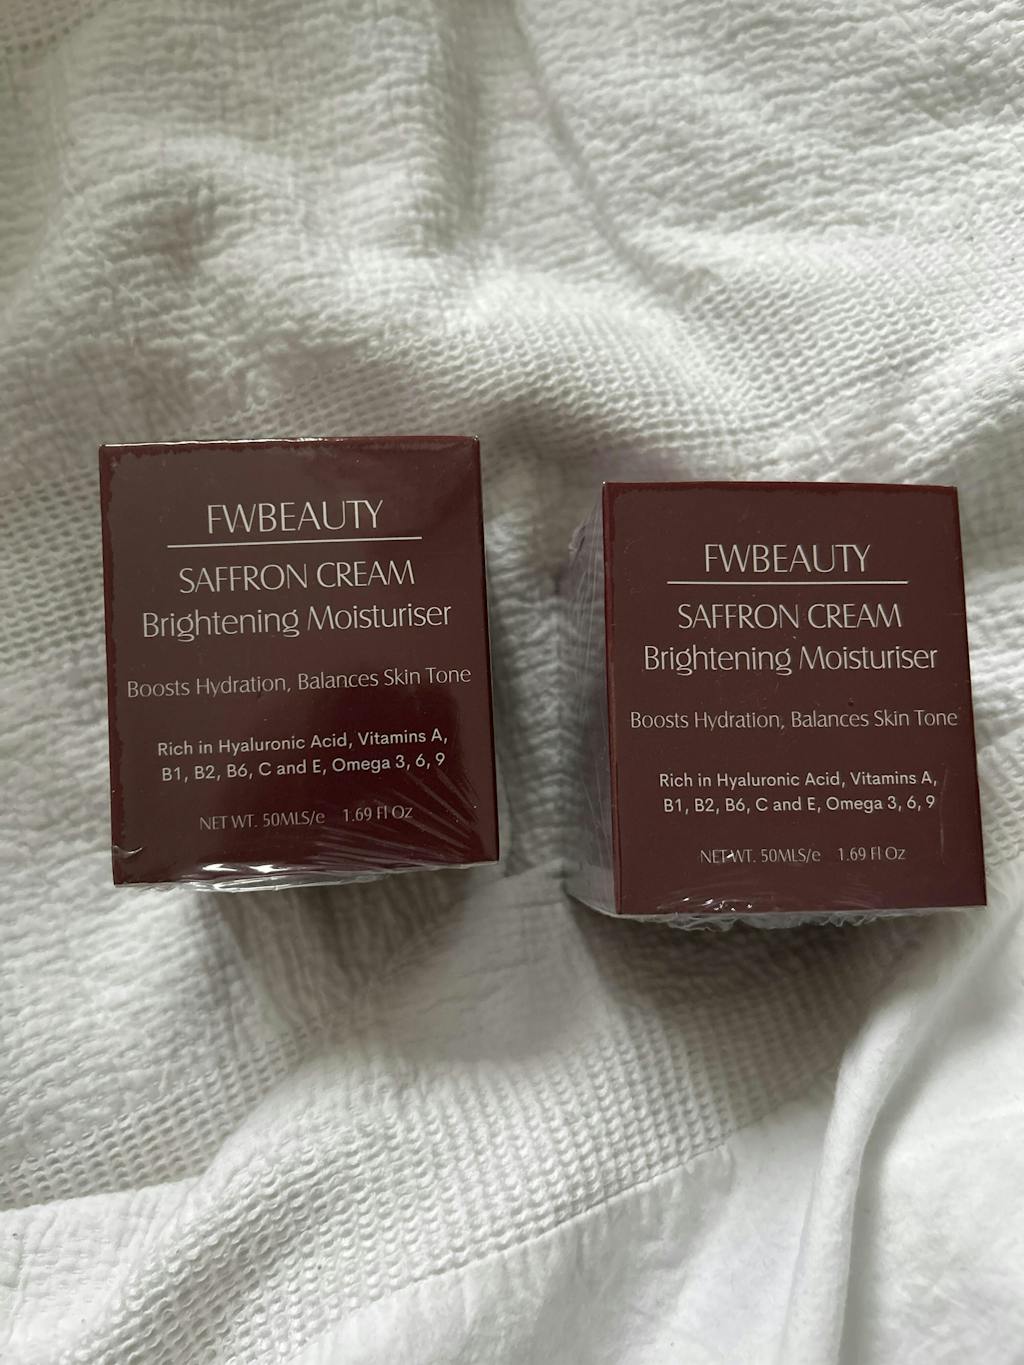 FWBEAUTY
SAFFRON CREAM
Brightening Moisturiser
Boosts Hydration, Balances Skin Tone
Rich in Hyaluronic Acid, Vitamins A,
B1, B2, B6, C and E, Omega 3, 6, 9
NET WT. 50MLS/e 1.69 Fl Oz
FWBEAUTY
SAFFRON CREAM
Brightening Moisturiser
Boosts Hydration, Balances Skin Tone
Rich in Hyaluronic Acid, Vitamins A,
B1, B2, B6, C and E, Omega 3, 6, 9
NET WT. 50MLS/e 1.69 Fl Oz